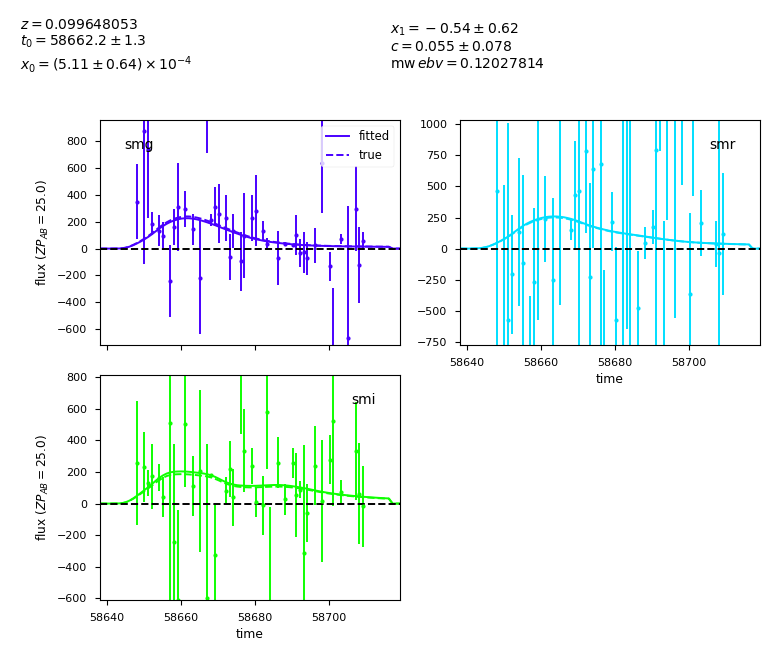 z = 0.099648053
t₀ = 58662.2 ± 1.3
x₀ = (5.11 ± 0.64) × 10⁻⁴
x₁ = −0.54 ± 0.62
c = 0.055 ± 0.078
mw ebv = 0.12027814
smg
fitted
true
800
600
400
200
0
−200
−400
−600
flux (ZP_AB = 25.0)
smr
1000
750
500
250
0
−250
−500
−750
58640
58660
58680
58700
time
smi
800
600
400
200
0
−200
−400
−600
flux (ZP_AB = 25.0)
58640
58660
58680
58700
time